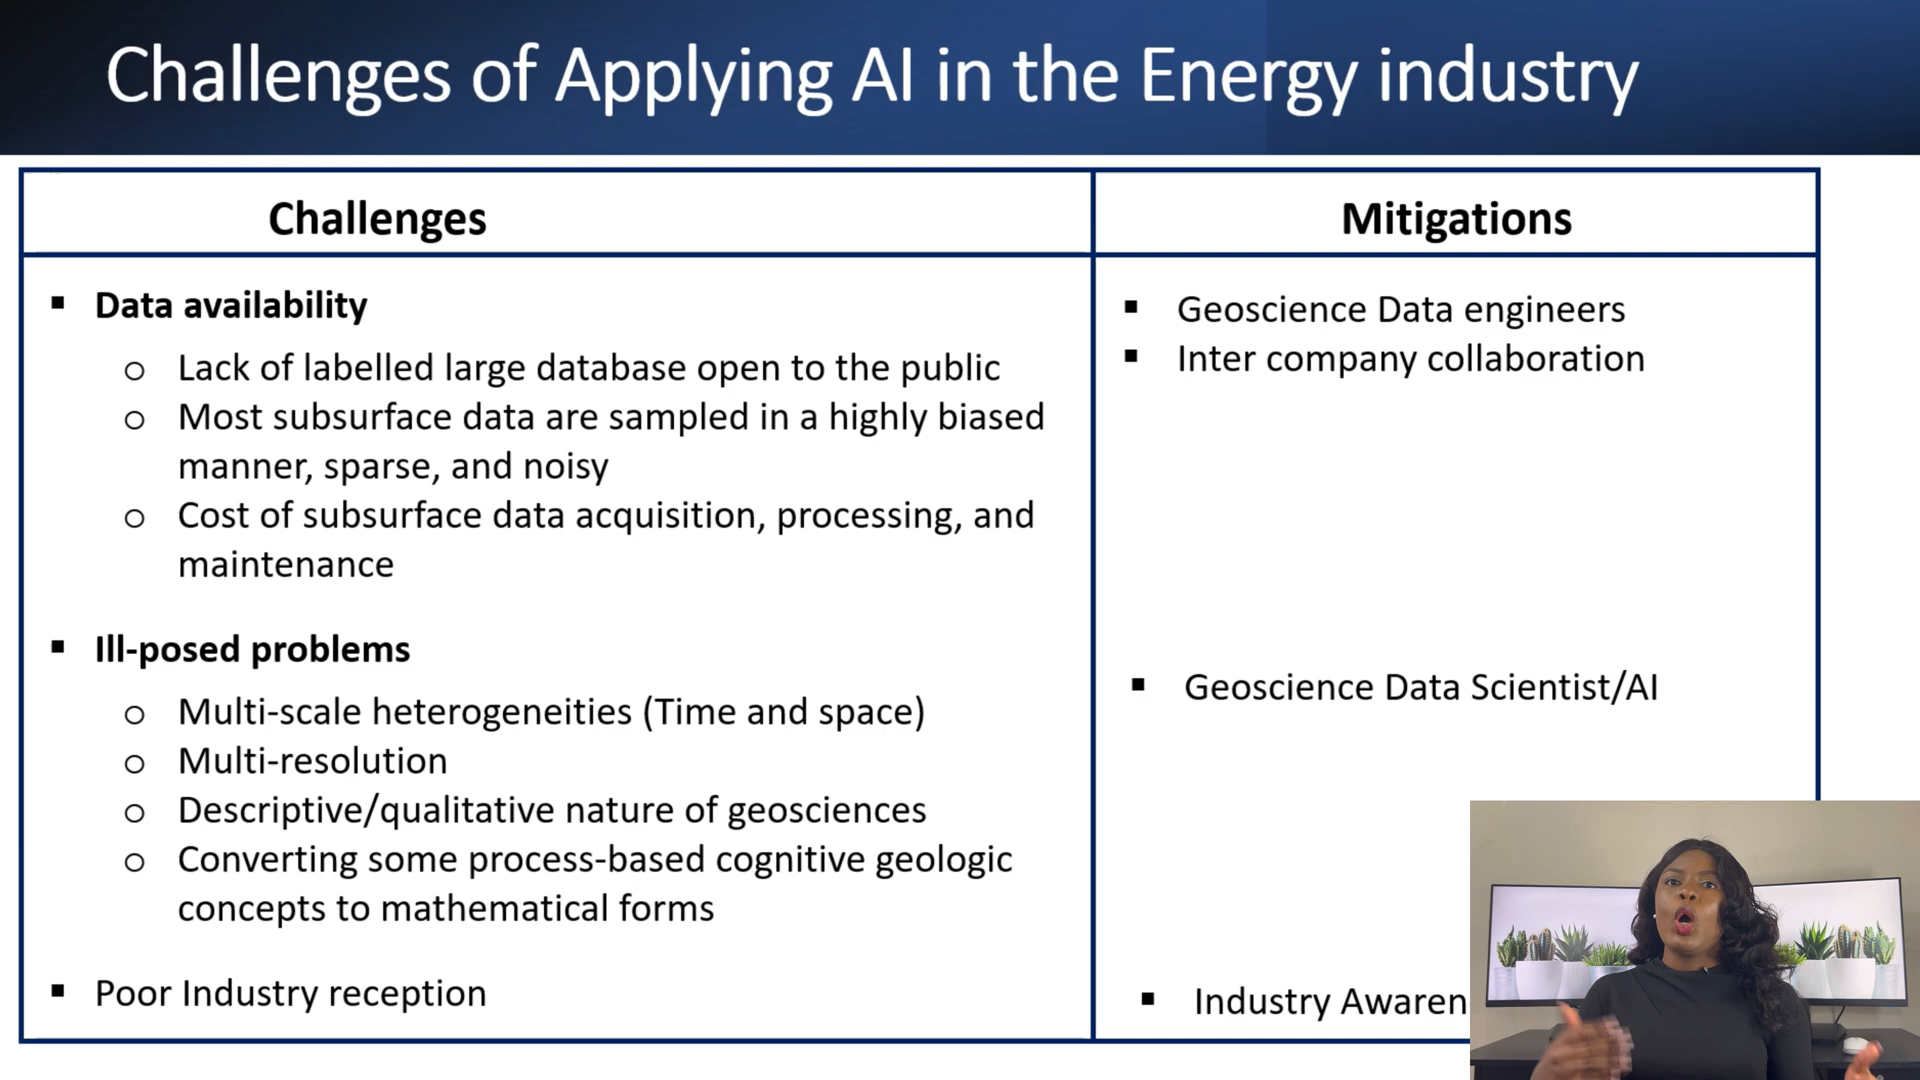 Challenges of Applying AI in the Energy industry
Challenges
Mitigations
▪ Data availability
o Lack of labelled large database open to the public
o Most subsurface data are sampled in a highly biased
manner, sparse, and noisy
o Cost of subsurface data acquisition, processing, and
maintenance
▪ Ill-posed problems
o Multi-scale heterogeneities (Time and space)
o Multi-resolution
o Descriptive/qualitative nature of geosciences
o Converting some process-based cognitive geologic
concepts to mathematical forms
▪ Poor Industry reception
▪ Geoscience Data engineers
▪ Inter company collaboration
▪ Geoscience Data Scientist/AI
▪ Industry